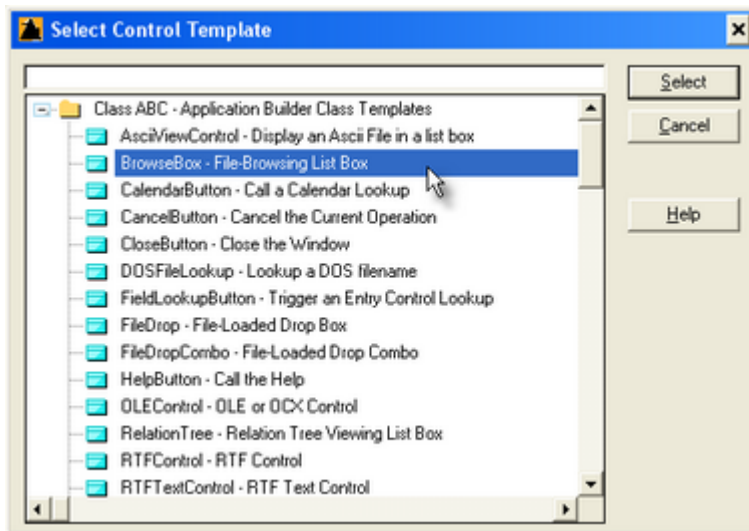 Select Control Template
Select
Class ABC - Application Builder Class Templates
AsciiViewControl - Display an Ascii File in a list box
Cancel
BrowseBox - File-Browsing List Box
CalendarButton - Call a Calendar Lookup
CancelButton - Cancel the Current Operation
Help
CloseButton - Close the Window
DOSFileLookup - Lookup a DOS filename
FieldLookupButton - Trigger an Entry Control Lookup
FileDrop - File-Loaded Drop Box
FileDropCombo - File-Loaded Drop Combo
HelpButton - Call the Help
OLEControl - OLE or OCX Control
RelationTree - Relation Tree Viewing List Box
RTFControl - RTF Control
RTFTextControl - RTF Text Control